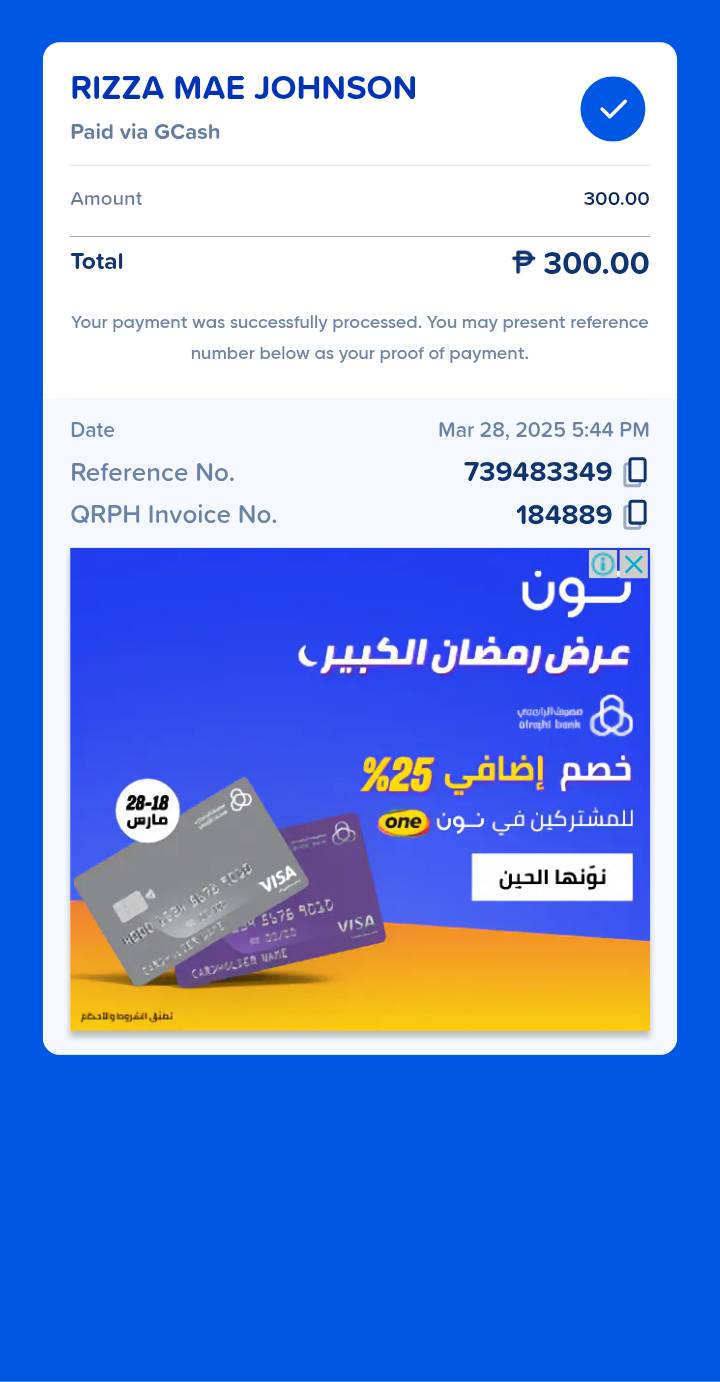 RIZZA MAE JOHNSON
Paid via GCash
Amount 300.00
Total ₱ 300.00
Your payment was successfully processed. You may present reference
number below as your proof of payment.
Date Mar 28, 2025 5:44 PM
Reference No. 739483349
QRPH Invoice No. 184889
نون
عرض رمضان الكبير
مصرف الراجحي
alrajhi bank
خصم إضافي 25%
للمشتركين في نون one
نوّنها الحين
28-18
مارس
VISA
CARDHOLDER NAME
VISA
CARDHOLDER NAME
تطبّق الشروط والأحكام